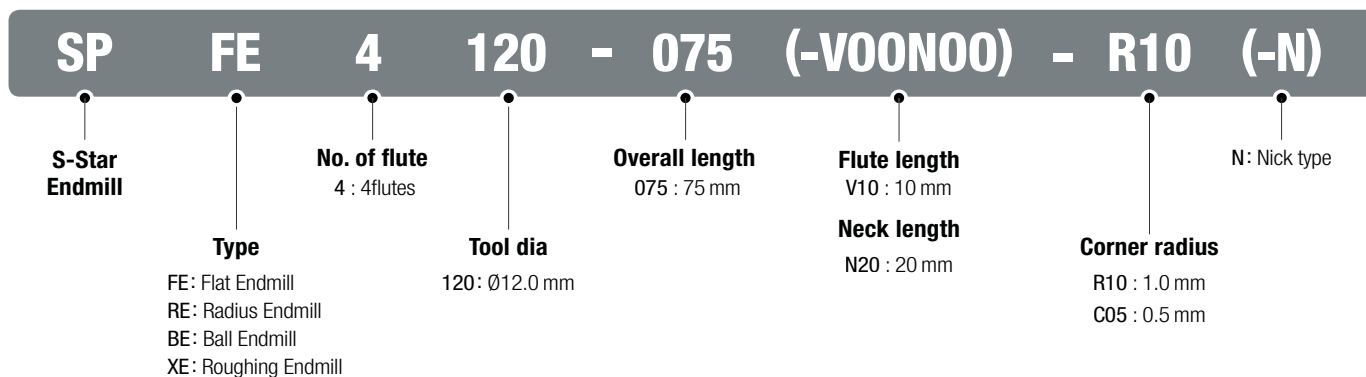 SP FE 4 120 - 075 (-V00N00) - R10 (-N)
S-Star
Endmill
Type
FE: Flat Endmill
RE: Radius Endmill
BE: Ball Endmill
XE: Roughing Endmill
No. of flute
4 : 4flutes
Tool dia
120: Ø12.0 mm
Overall length
075 : 75 mm
Flute length
V10 : 10 mm
Neck length
N20 : 20 mm
Corner radius
R10 : 1.0 mm
C05 : 0.5 mm
N: Nick type